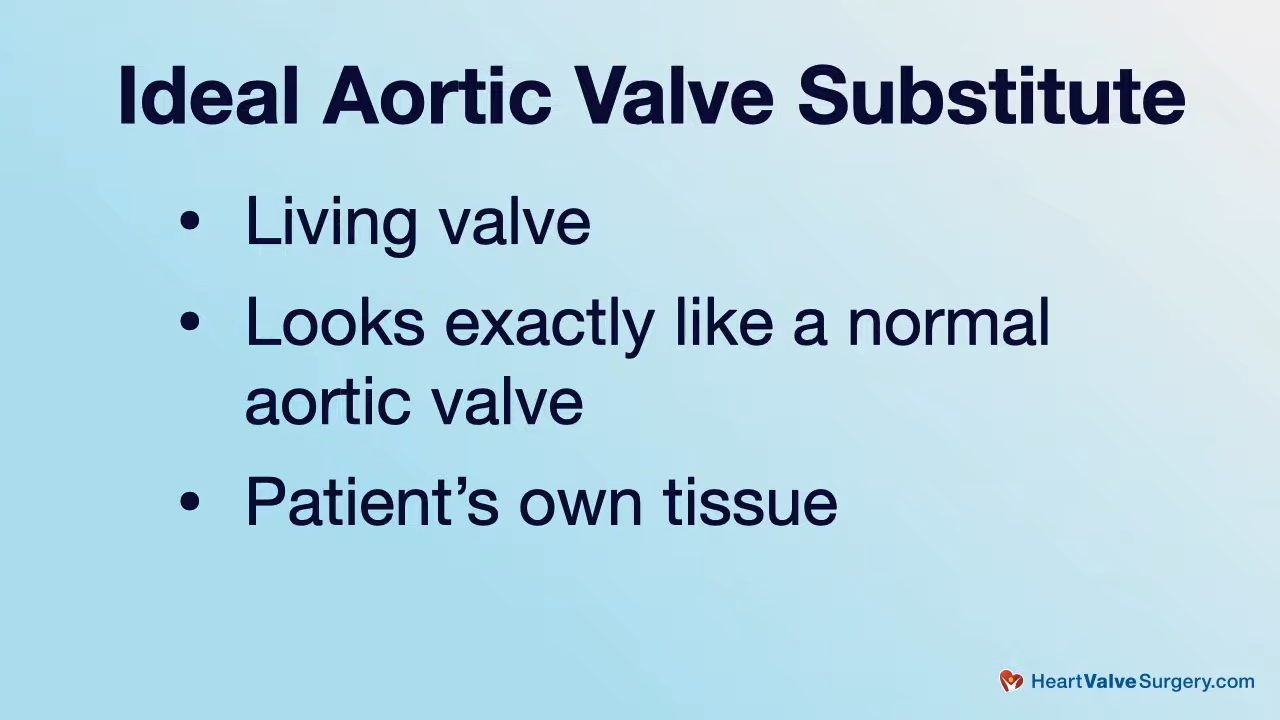 Ideal Aortic Valve Substitute
• Living valve
• Looks exactly like a normal
aortic valve
• Patient’s own tissue
HeartValveSurgery.com